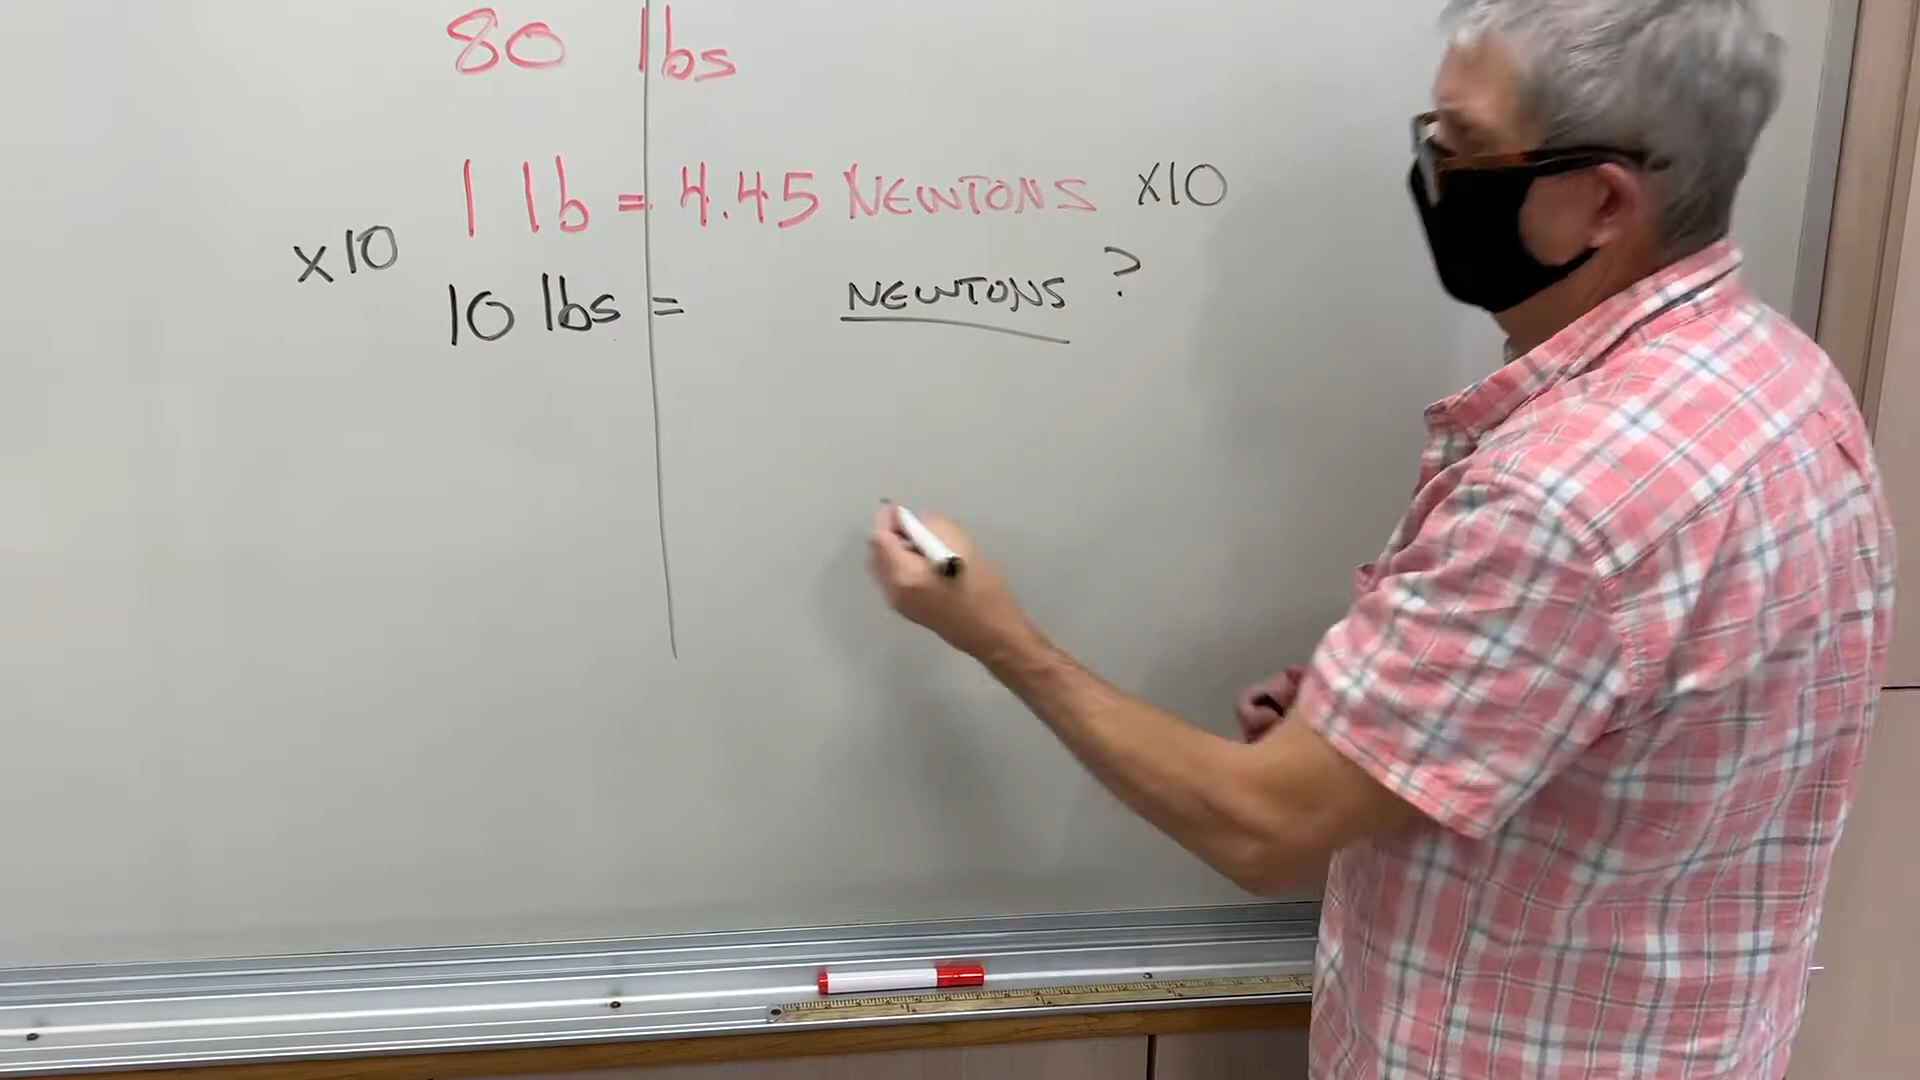 80 lbs
1 lb = 4.45 NEWTONS x10
x10
10 lbs = NEWTONS ?